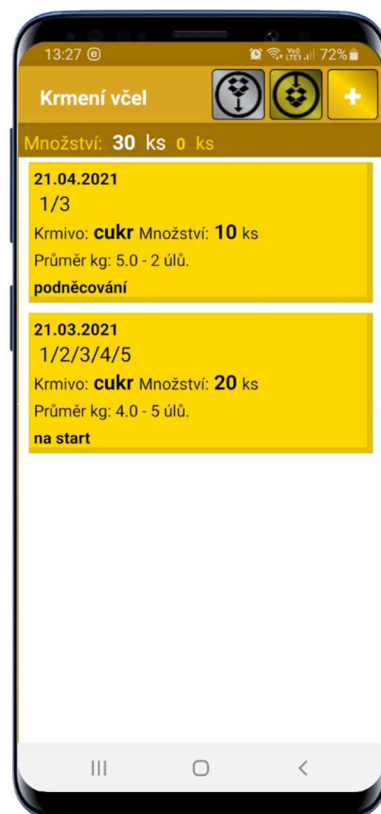 13:27 72%
Krmení včel
Množství: 30 ks 0 ks
21.04.2021
1/3
Krmivo: cukr Množství: 10 ks
Průměr kg: 5.0 - 2 úlů.
podněcování
21.03.2021
1/2/3/4/5
Krmivo: cukr Množství: 20 ks
Průměr kg: 4.0 - 5 úlů.
na start